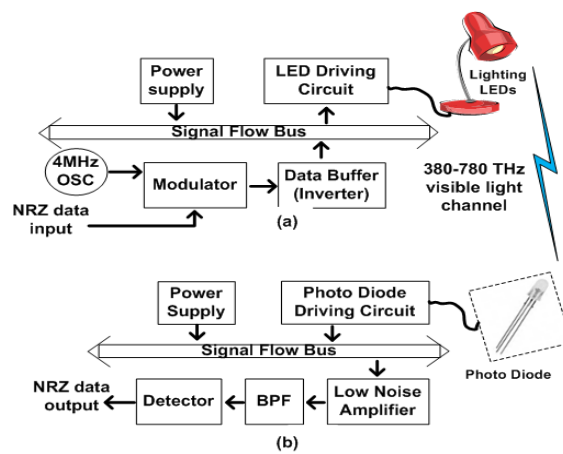 Power
supply
LED Driving
Circuit
Lighting
LEDs
Signal Flow Bus
4MHz
OSC
Modulator
Data Buffer
(Inverter)
NRZ data
input
(a)
380-780 THz
visible light
channel
Power
Supply
Photo Diode
Driving Circuit
Signal Flow Bus
Photo Diode
NRZ data
output
Detector
BPF
Low Noise
Amplifier
(b)